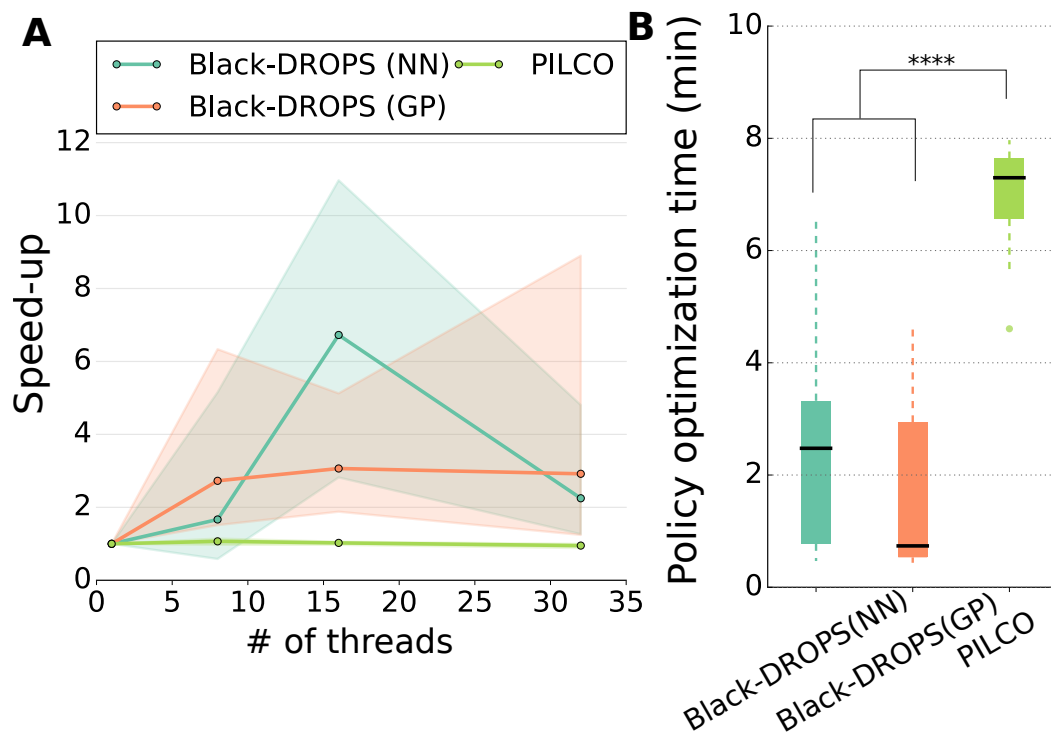 A
Black-DROPS (NN)
PILCO
Black-DROPS (GP)
Speed-up
12
10
8
6
4
2
0
0 5 10 15 20 25 30 35
# of threads
B
Policy optimization time (min)
10
8
6
4
2
0
****
Black-DROPS(NN)
Black-DROPS(GP)
PILCO